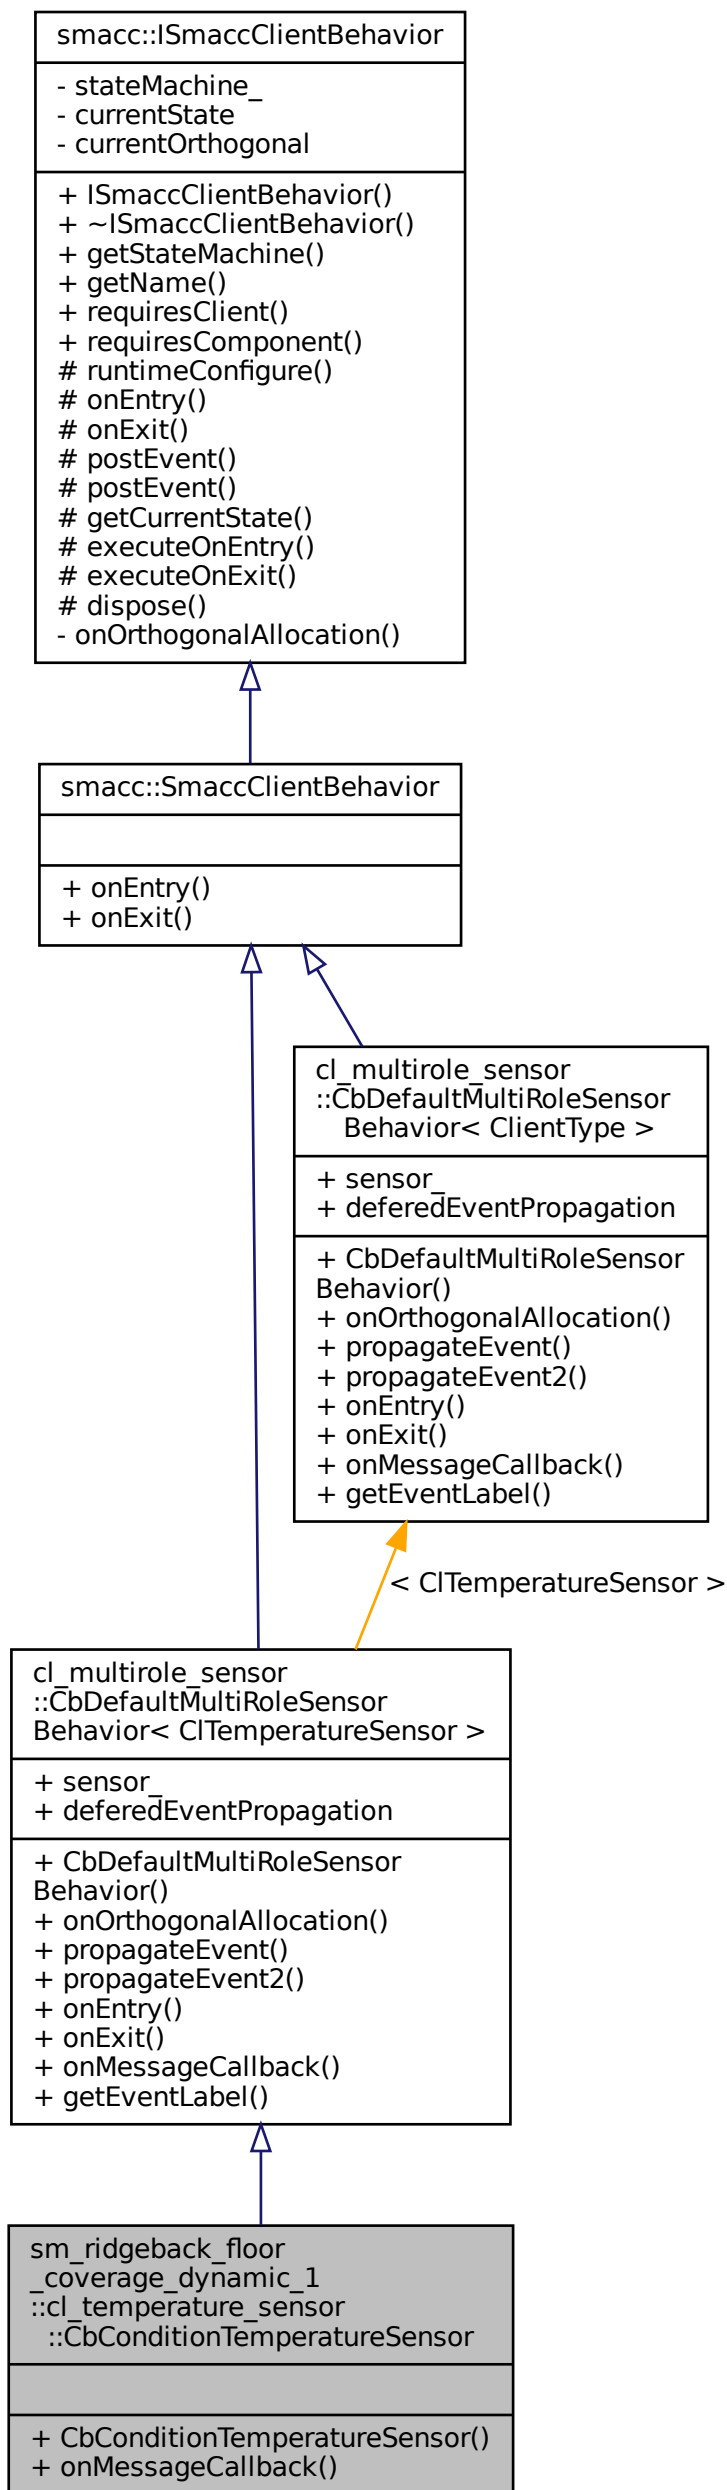 smacc::ISmaccClientBehavior
- stateMachine_
- currentState
- currentOrthogonal
+ ISmaccClientBehavior()
+ ~ISmaccClientBehavior()
+ getStateMachine()
+ getName()
+ requiresClient()
+ requiresComponent()
# runtimeConfigure()
# onEntry()
# onExit()
# postEvent()
# postEvent()
# getCurrentState()
# executeOnEntry()
# executeOnExit()
# dispose()
- onOrthogonalAllocation()
smacc::SmaccClientBehavior
+ onEntry()
+ onExit()
cl_multirole_sensor
::CbDefaultMultiRoleSensor
Behavior< ClientType >
+ sensor_
+ deferedEventPropagation
+ CbDefaultMultiRoleSensor
Behavior()
+ onOrthogonalAllocation()
+ propagateEvent()
+ propagateEvent2()
+ onEntry()
+ onExit()
+ onMessageCallback()
+ getEventLabel()
< ClTemperatureSensor >
cl_multirole_sensor
::CbDefaultMultiRoleSensor
Behavior< ClTemperatureSensor >
+ sensor_
+ deferedEventPropagation
+ CbDefaultMultiRoleSensor
Behavior()
+ onOrthogonalAllocation()
+ propagateEvent()
+ propagateEvent2()
+ onEntry()
+ onExit()
+ onMessageCallback()
+ getEventLabel()
sm_ridgeback_floor
_coverage_dynamic_1
::cl_temperature_sensor
::CbConditionTemperatureSensor
+ CbConditionTemperatureSensor()
+ onMessageCallback()